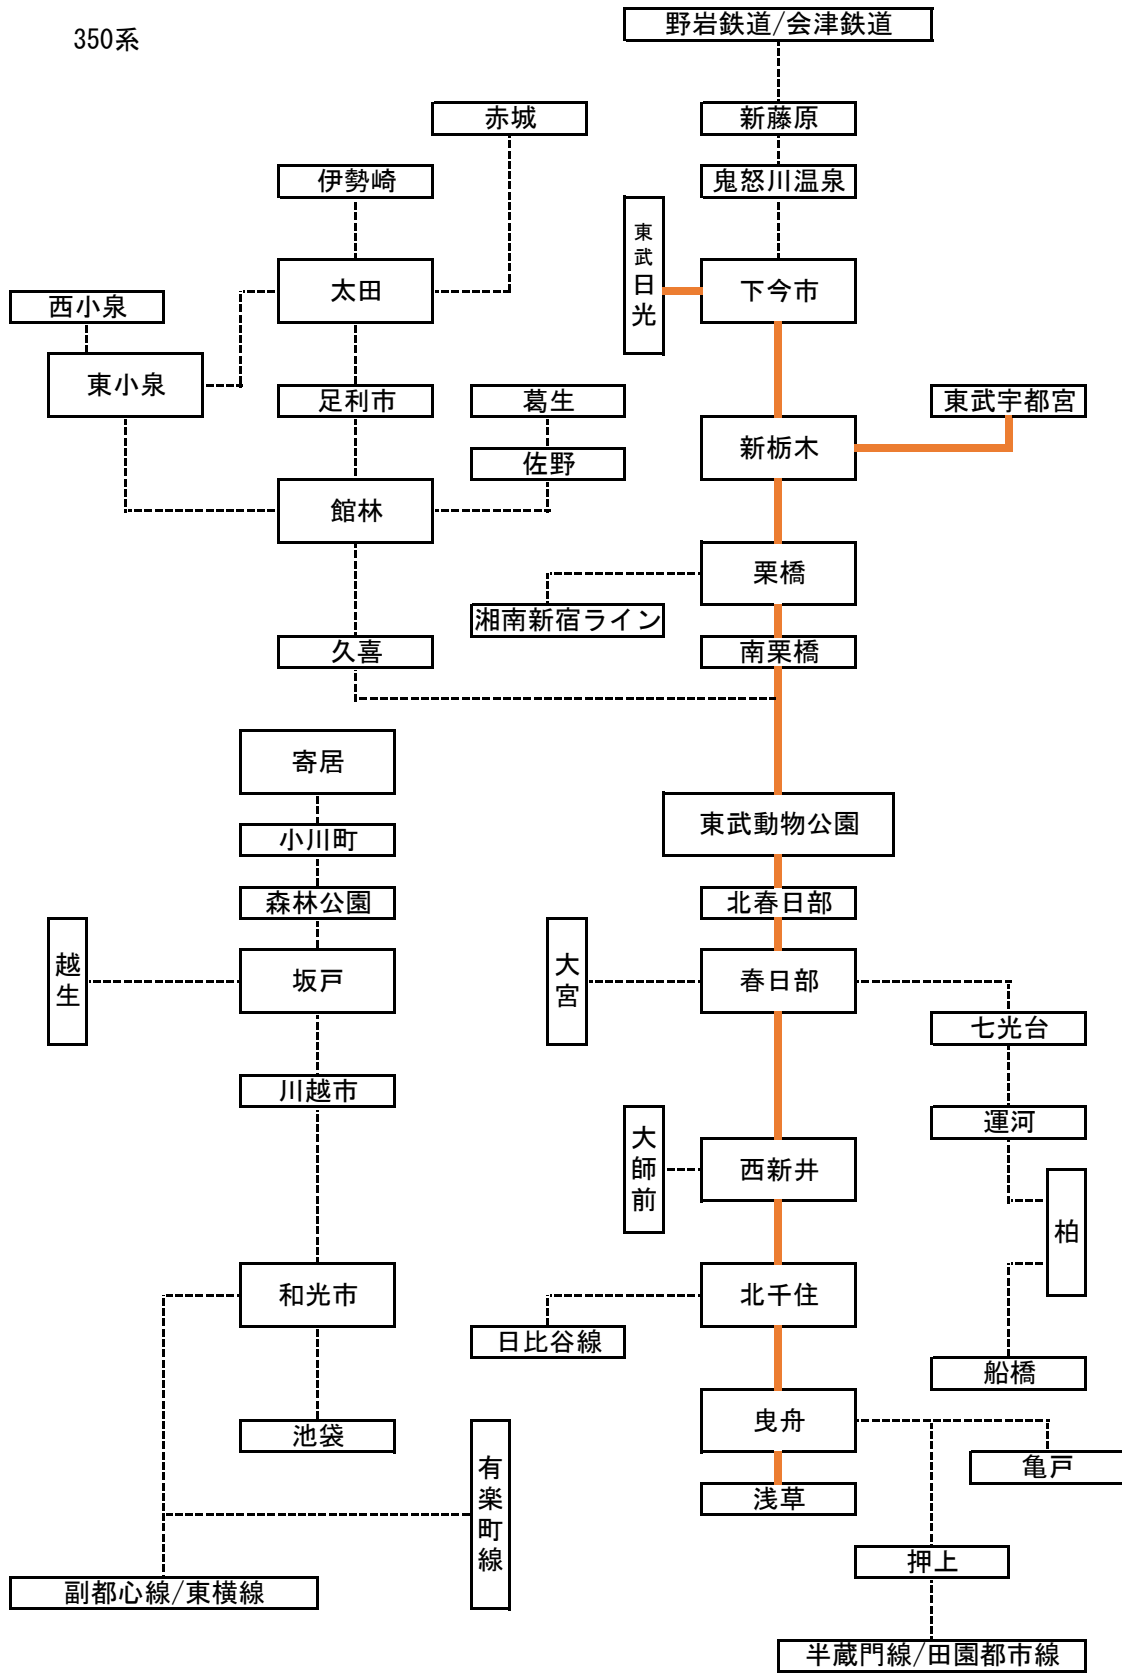 350系
野岩鉄道/会津鉄道
赤城
新藤原
伊勢崎
鬼怒川温泉
東武日光
太田
下今市
西小泉
東小泉
足利市
葛生
東武宇都宮
佐野
新栃木
館林
栗橋
湘南新宿ライン
久喜
南栗橋
寄居
東武動物公園
小川町
森林公園
北春日部
越生
坂戸
大宮
春日部
七光台
川越市
運河
大師前
西新井
柏
和光市
北千住
日比谷線
船橋
池袋
曳舟
有楽町線
亀戸
浅草
押上
副都心線/東横線
半蔵門線/田園都市線